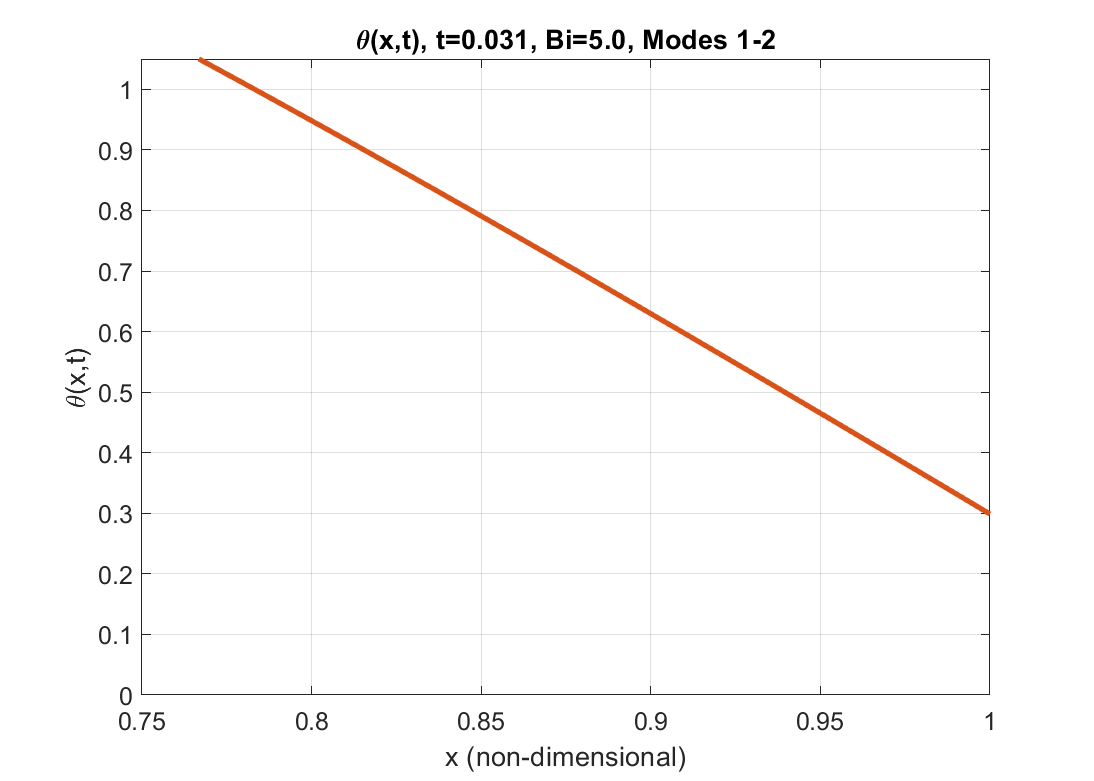 θ(x,t), t=0.031, Bi=5.0, Modes 1-2
1
0.9
0.8
0.7
0.6
0.5
0.4
0.3
0.2
0.1
0
θ(x,t)
0.75 0.8 0.85 0.9 0.95 1
x (non-dimensional)